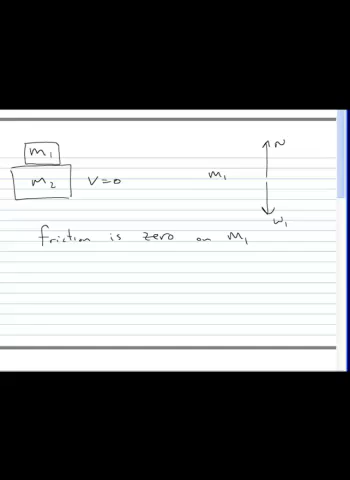 m1
m2 V=0
m1
N
W1
friction is zero on M1